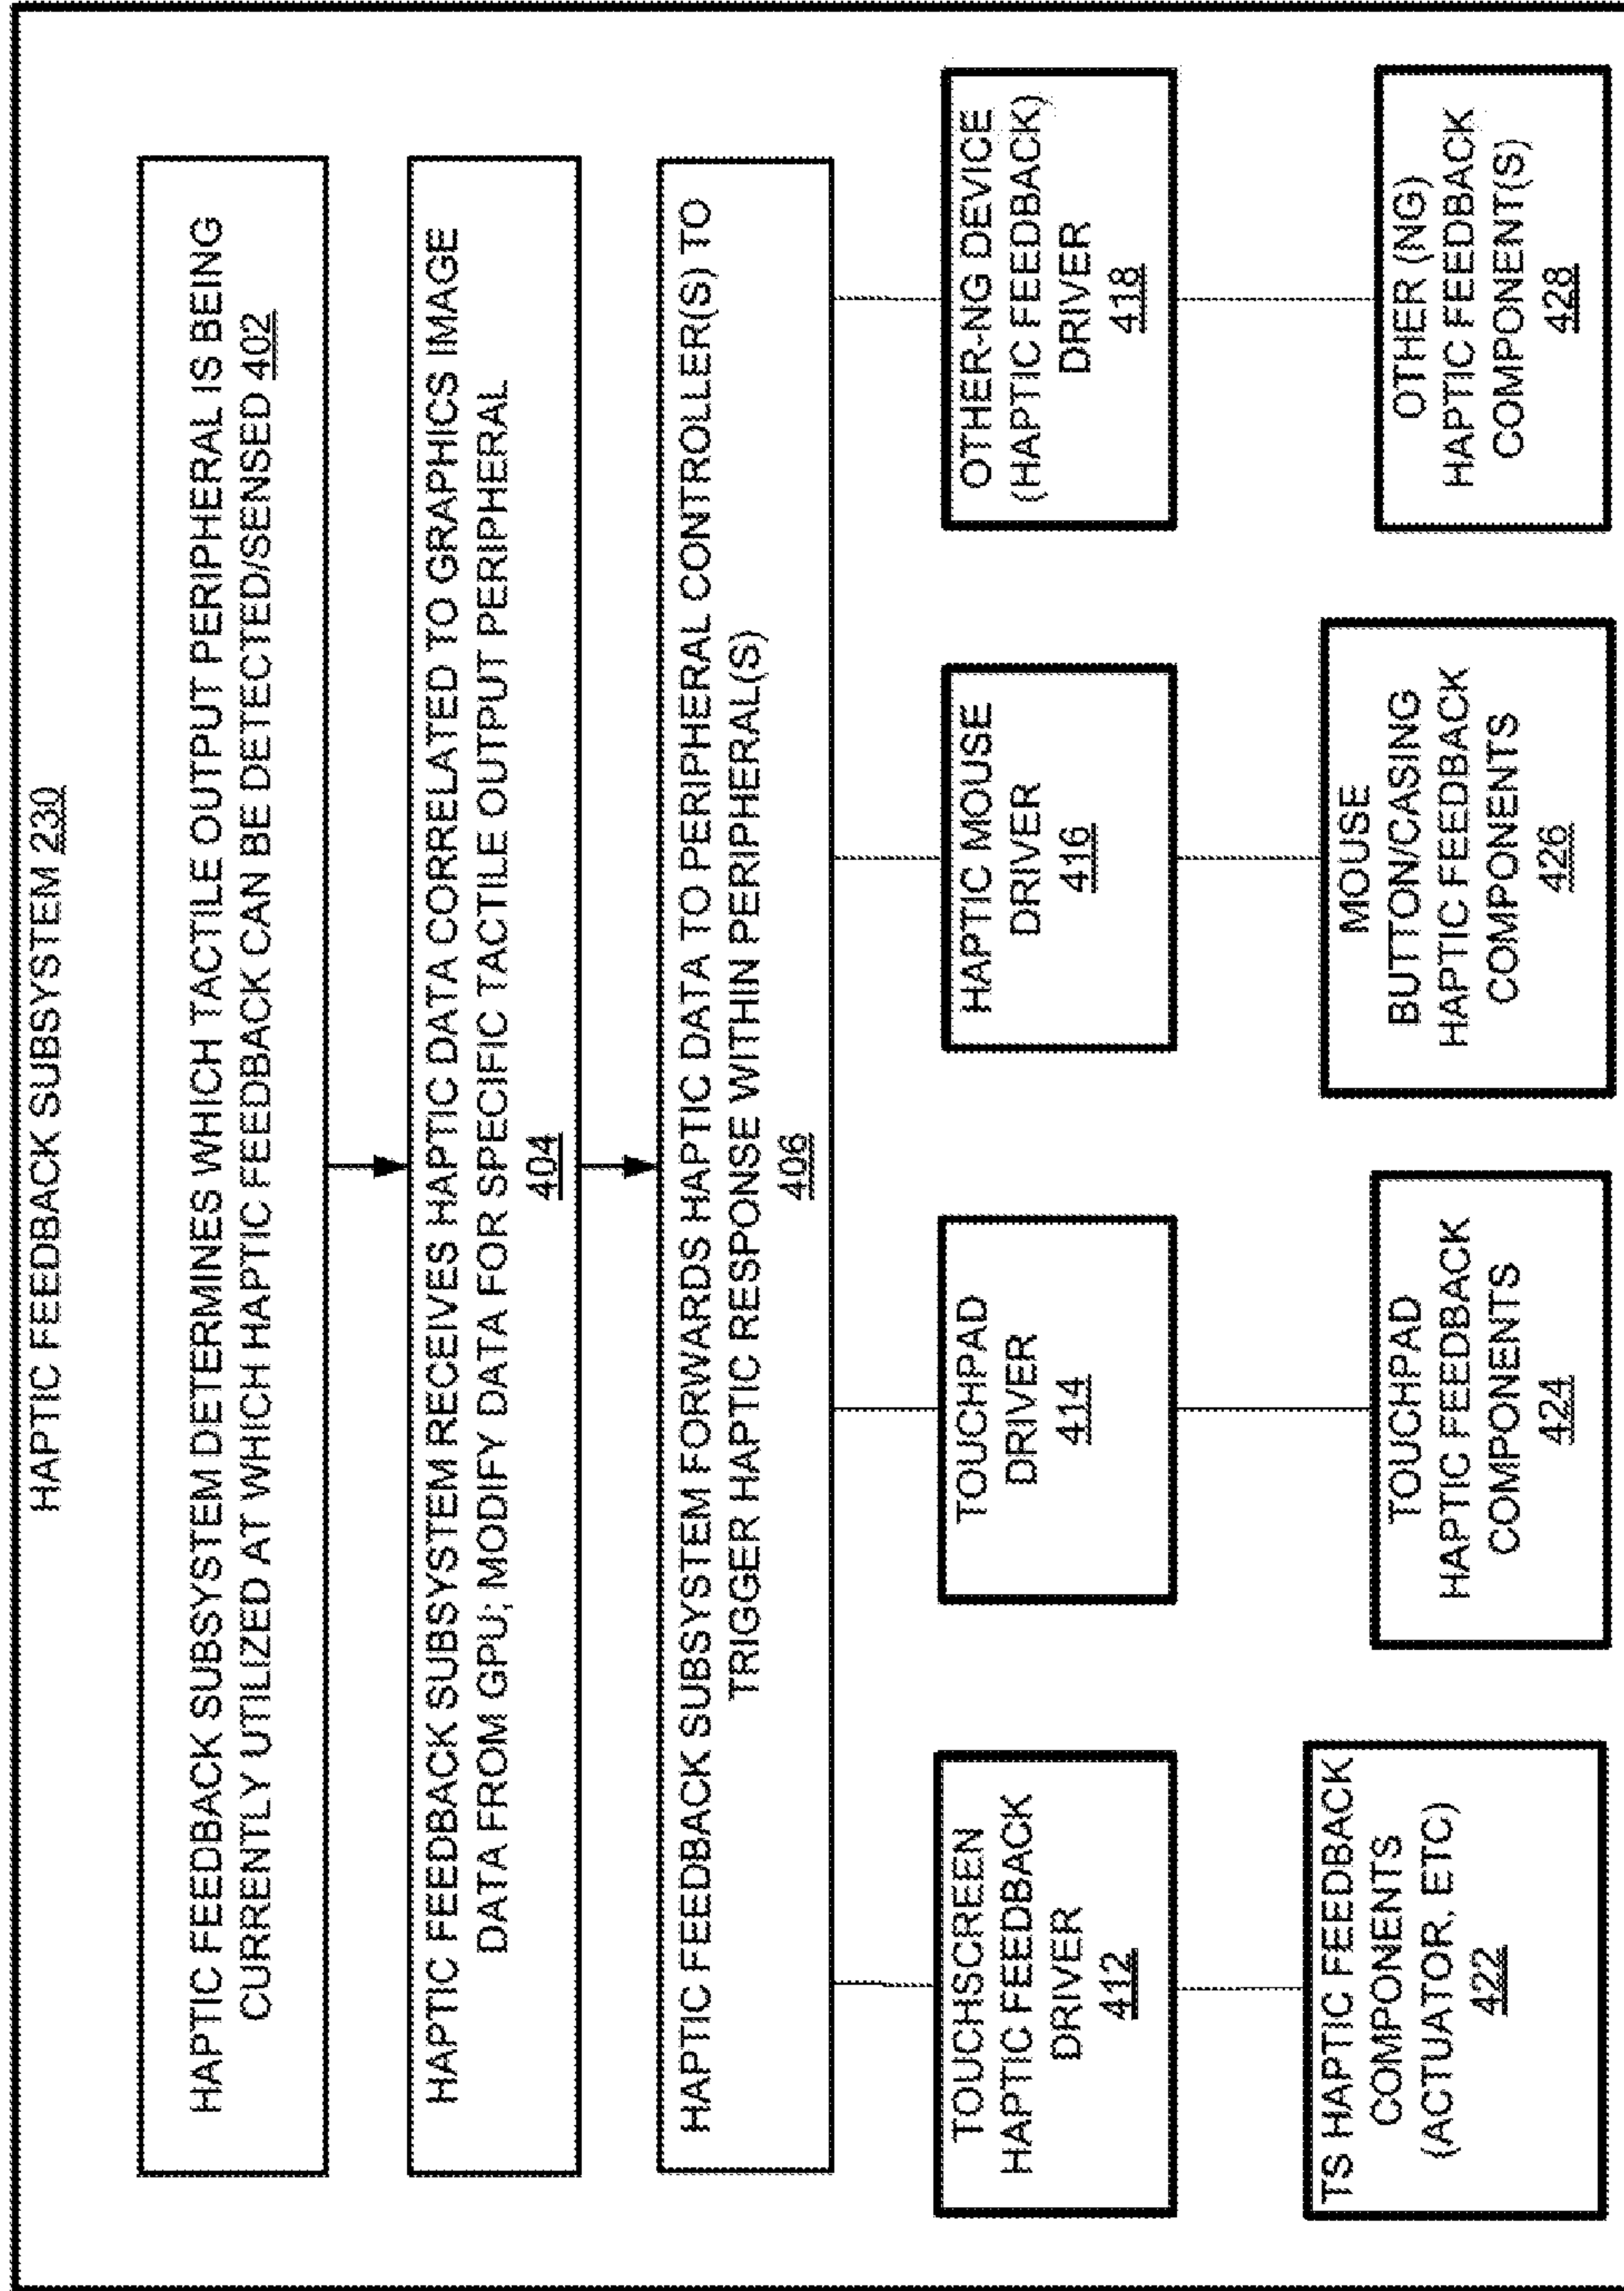 HAPTIC FEEDBACK SUBSYSTEM 230
HAPTIC FEEDBACK SUBSYSTEM DETERMINES WHICH TACTILE OUTPUT PERIPHERAL IS BEING
CURRENTLY UTILIZED AT WHICH HAPTIC FEEDBACK CAN BE DETECTED/SENSED 402
HAPTIC FEEDBACK SUBSYSTEM RECEIVES HAPTIC DATA CORRELATED TO GRAPHICS IMAGE
DATA FROM GPU; MODIFY DATA FOR SPECIFIC TACTILE OUTPUT PERIPHERAL
404
HAPTIC FEEDBACK SUBSYSTEM FORWARDS HAPTIC DATA TO PERIPHERAL CONTROLLER(S) TO
TRIGGER HAPTIC RESPONSE WITHIN PERIPHERAL(S)
406
TOUCHSCREEN
HAPTIC FEEDBACK
DRIVER
412
TOUCHPAD
DRIVER
414
HAPTIC MOUSE
DRIVER
416
OTHER-NG DEVICE
(HAPTIC FEEDBACK)
DRIVER
418
TS HAPTIC FEEDBACK
COMPONENTS
(ACTUATOR, ETC)
422
TOUCHPAD
HAPTIC FEEDBACK
COMPONENTS
424
MOUSE
BUTTON/CASING
HAPTIC FEEDBACK
COMPONENTS
426
OTHER (NG)
HAPTIC FEEDBACK
COMPONENT(S)
428